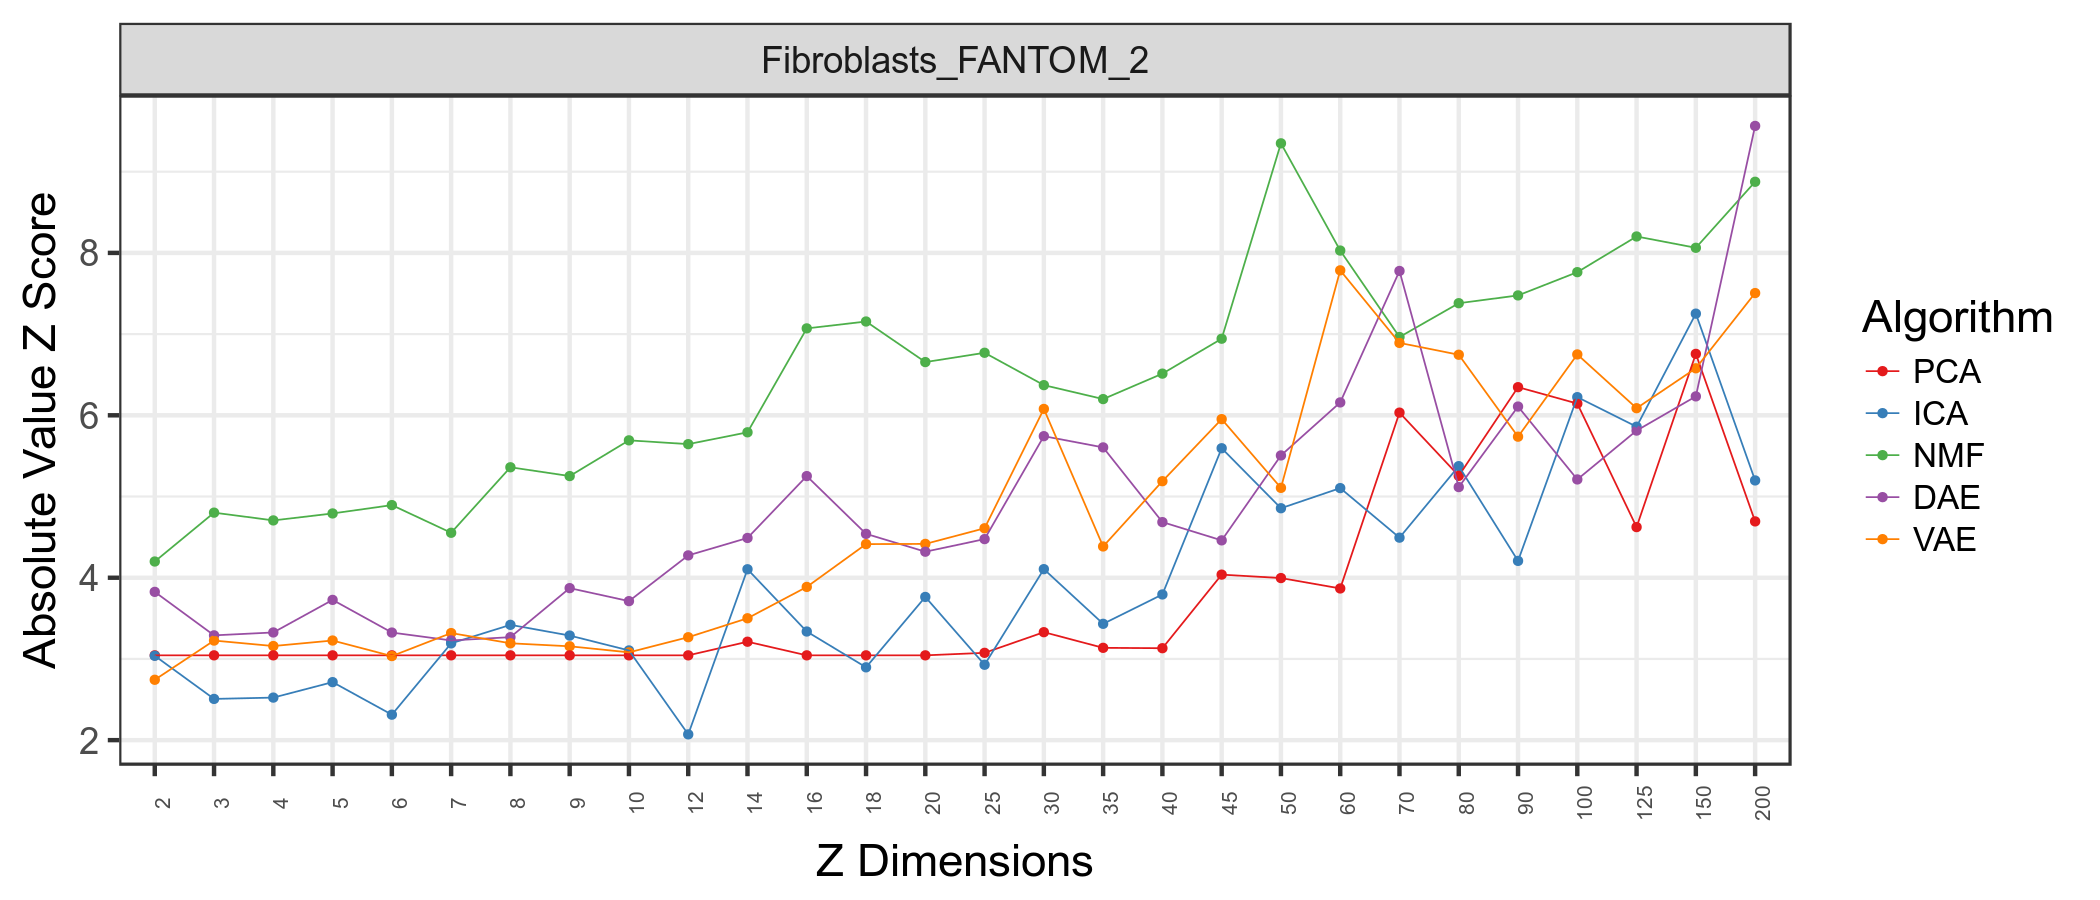 Fibroblasts_FANTOM_2
Absolute Value Z Score
8
6
4
2
2 3 4 5 6 7 8 9 10 12 14 16 18 20 25 30 35 40 45 50 60 70 80 90 100 125 150 200
Z Dimensions
Algorithm
PCA
ICA
NMF
DAE
VAE